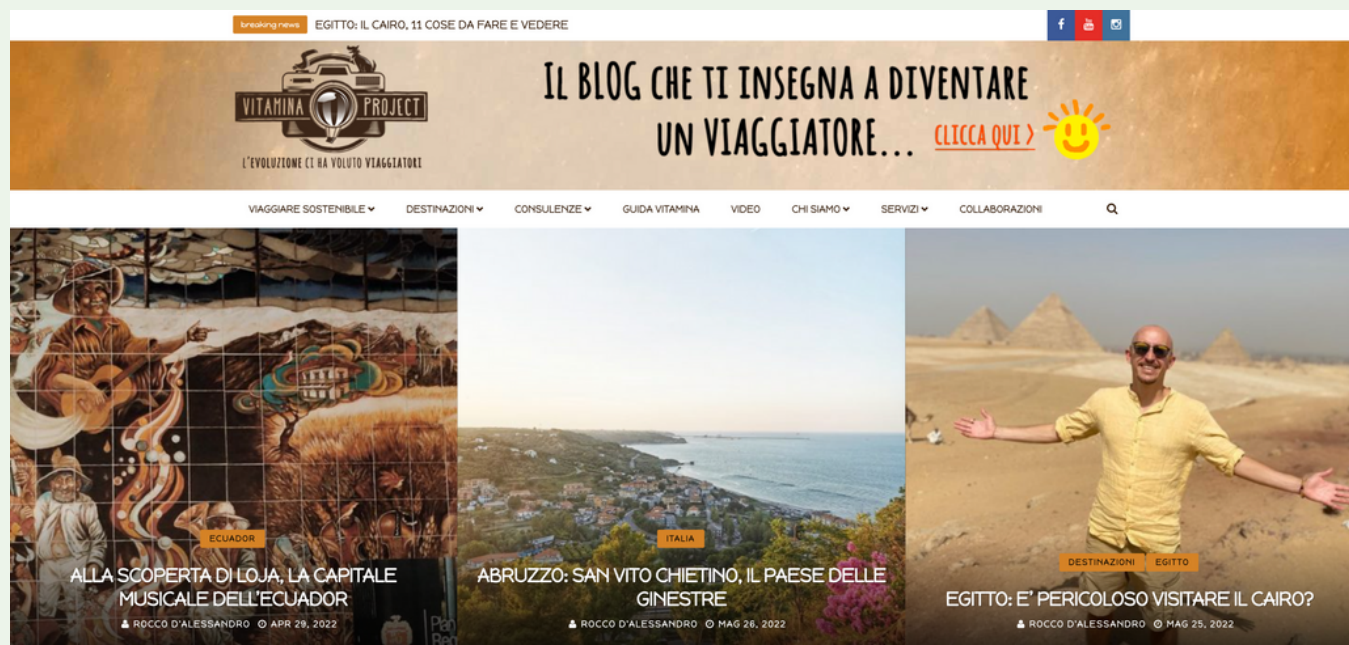 breaking news EGITTO: IL CAIRO, 11 COSE DA FARE E VEDERE
VITAMINA PROJECT
L'EVOLUZIONE CI HA VOLUTO VIAGGIATORI
IL BLOG CHE TI INSEGNA A DIVENTARE
UN VIAGGIATORE... CLICCA QUI >
VIAGGIARE SOSTENIBILE DESTINAZIONI CONSULENZE GUIDA VITAMINA VIDEO CHI SIAMO SERVIZI COLLABORAZIONI
ECUADOR
ALLA SCOPERTA DI LOJA, LA CAPITALE
MUSICALE DELL'ECUADOR
ROCCO D'ALESSANDRO APR 29, 2022
ITALIA
ABRUZZO: SAN VITO CHIETINO, IL PAESE DELLE
GINESTRE
ROCCO D'ALESSANDRO MAG 26, 2022
DESTINAZIONI EGITTO
EGITTO: E' PERICOLOSO VISITARE IL CAIRO?
ROCCO D'ALESSANDRO MAG 25, 2022